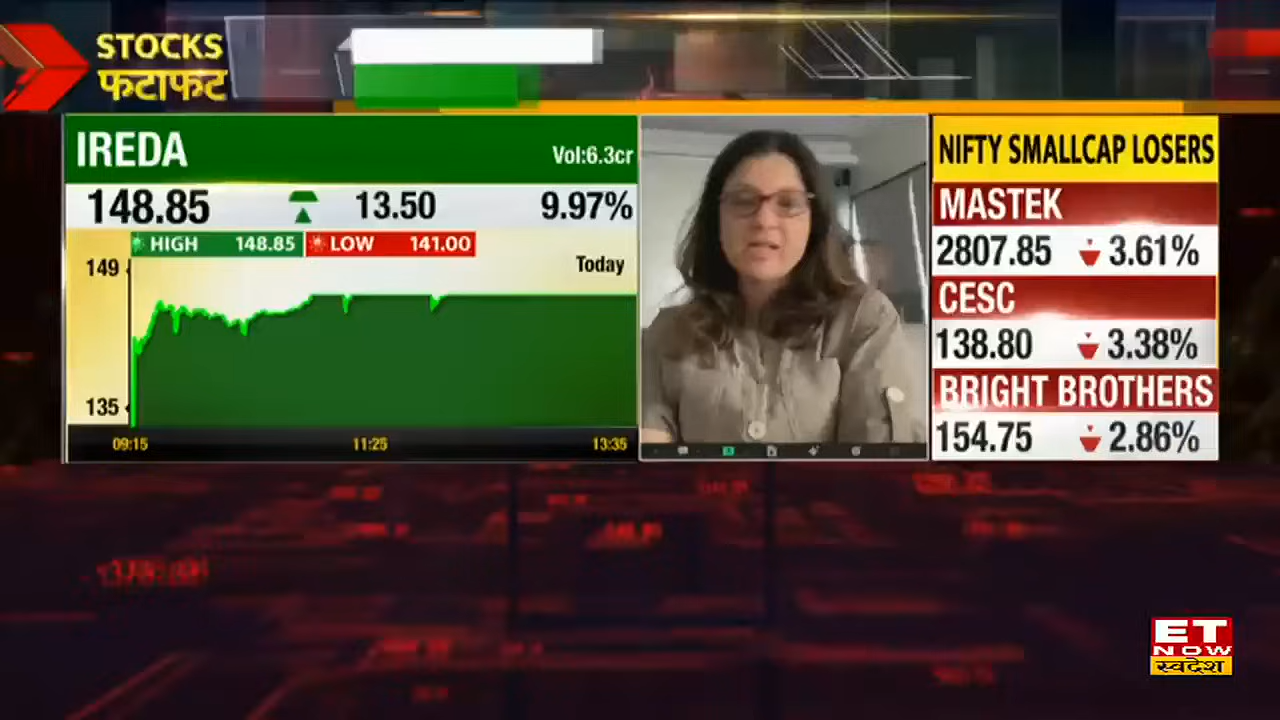 STOCKS
फटाफट
IREDA
Vol:6.3cr
148.85 13.50 9.97%
HIGH 148.85 LOW 141.00
Today
149
135
09:15 11:25 13:35
NIFTY SMALLCAP LOSERS
MASTEK
2807.85 3.61%
CESC
138.80 3.38%
BRIGHT BROTHERS
154.75 2.86%
ET
NOW
स्वदेश